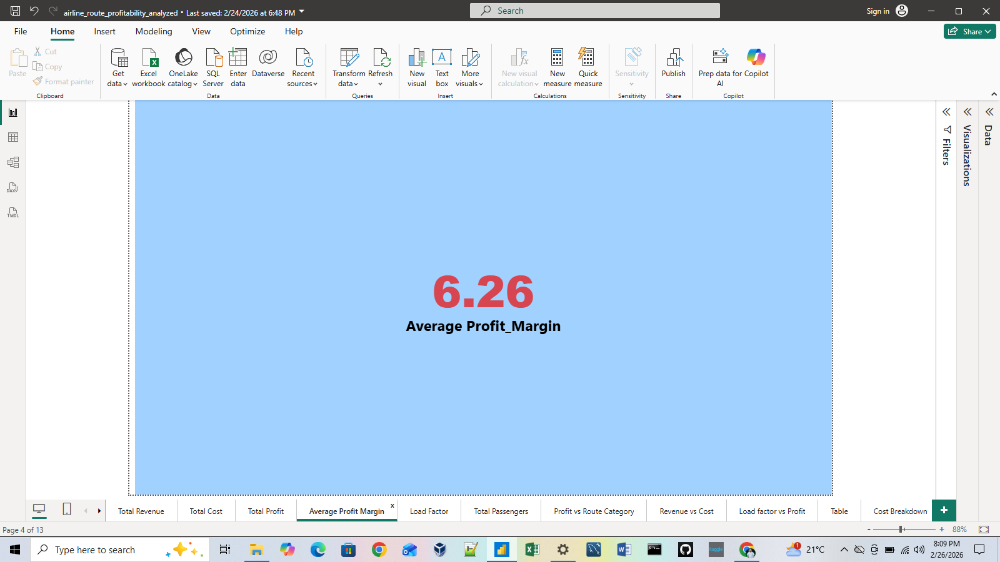 airline_route_profitability_analyzed • Last saved: 2/24/2026 at 6:48 PM
Search
Sign in
File
Home
Insert
Modeling
View
Optimize
Help
Share
Paste
Cut
Copy
Format painter
Clipboard
Get data
Excel workbook
OneLake catalog
SQL Server
Enter data
Dataverse
Recent sources
Data
Transform data
Refresh
Queries
New visual
Text box
More visuals
Insert
New visual calculation
New measure
Quick measure
Calculations
Sensitivity
Sensitivity
Publish
Share
Prep data for AI
Copilot
Copilot
DAX
TMDL
Filters
Visualizations
Data
6.26
Average Profit_Margin
Total Revenue
Total Cost
Total Profit
Average Profit Margin
x
Load Factor
Total Passengers
Profit vs Route Category
Revenue vs Cost
Load factor vs Profit
Table
Cost Breakdown
+
Page 4 of 13
- + 88%
Type here to search
kaggle
1
21°C
8:09 PM
2/26/2026